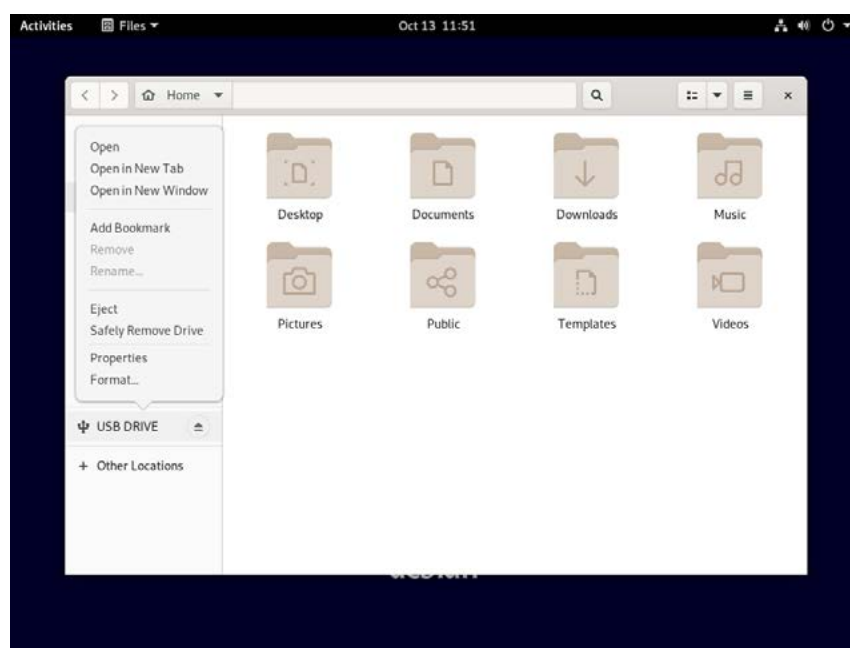 Activities Files Oct 13 11:51
Home
Open
Open in New Tab
Open in New Window
Add Bookmark
Remove
Rename...
Eject
Safely Remove Drive
Properties
Format...
USB DRIVE
+ Other Locations
Desktop Documents Downloads Music
Pictures Public Templates Videos